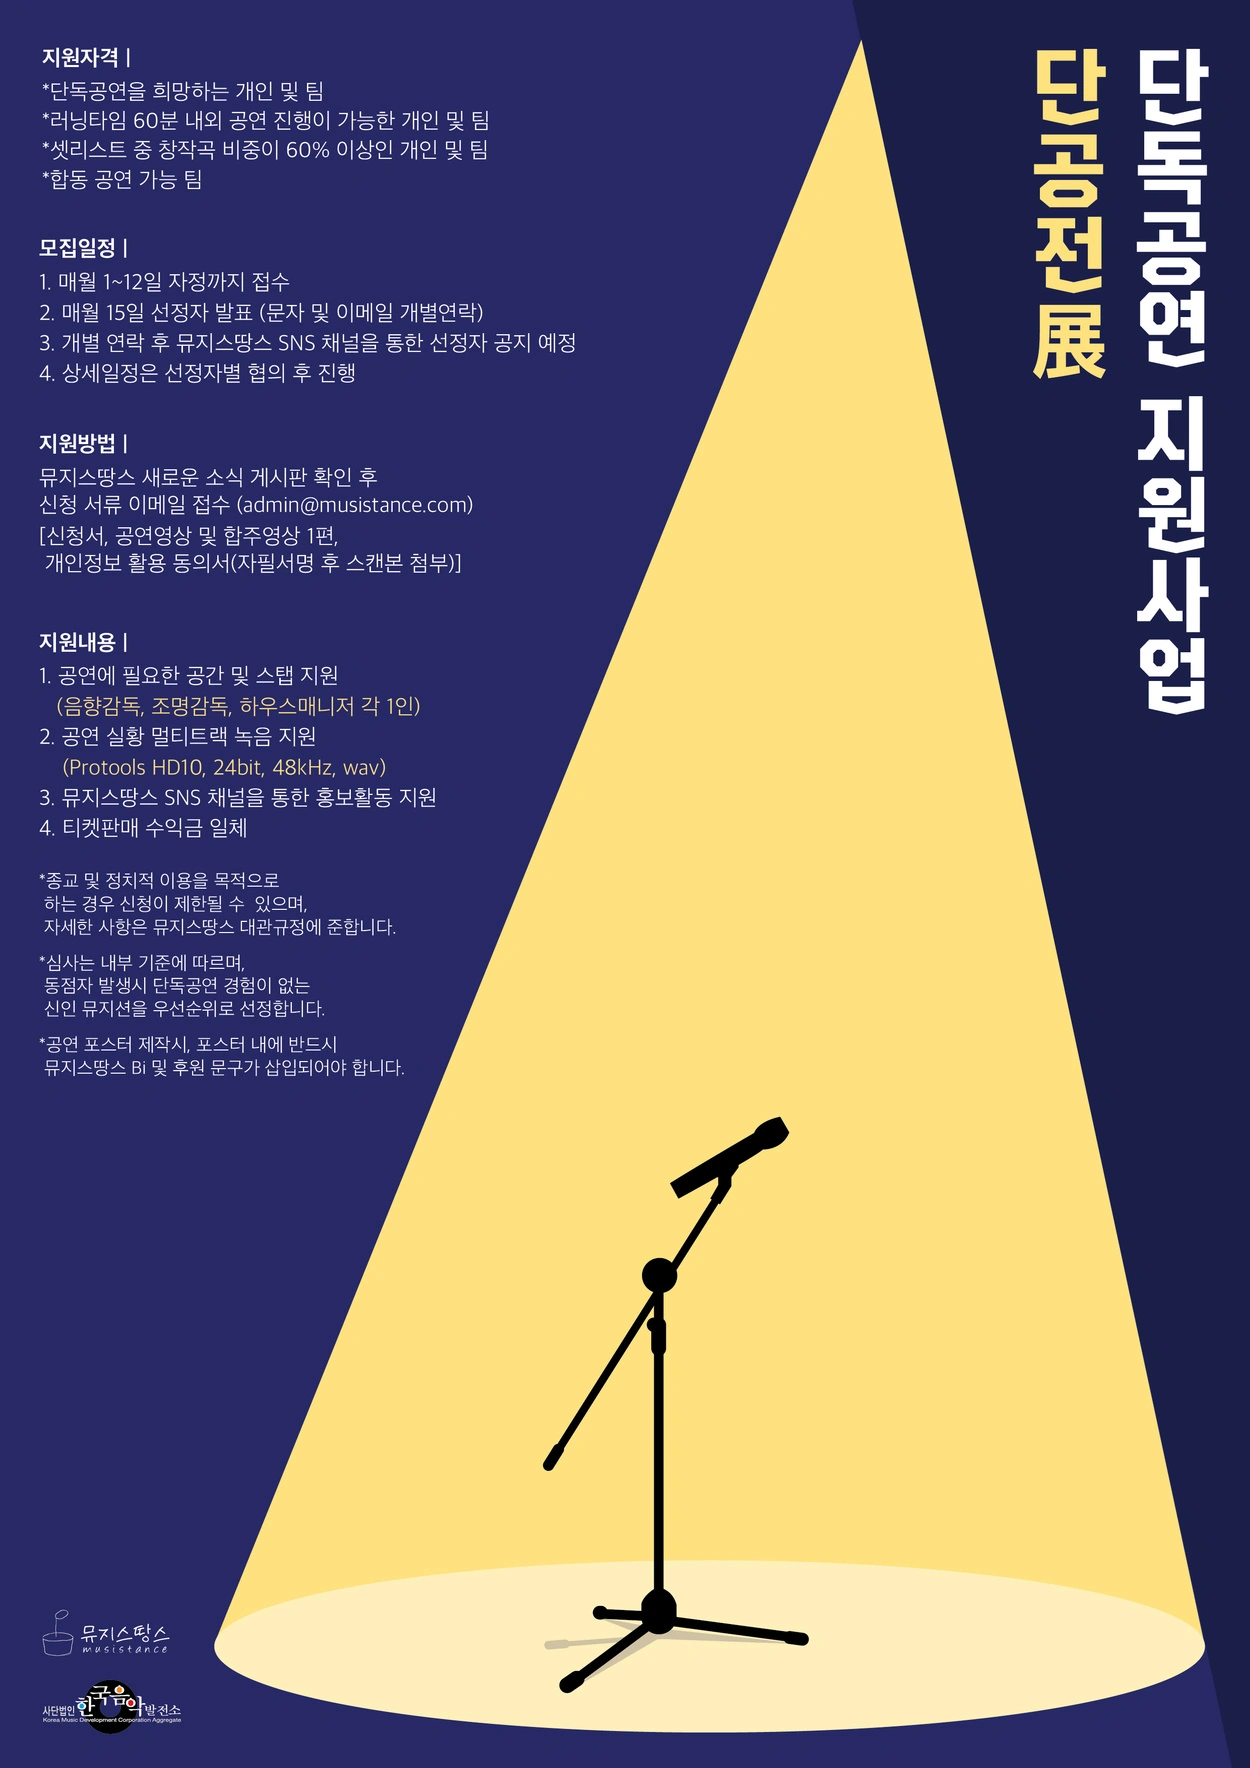 단독공연 지원사업
단공전展
지원자격 |
*단독공연을 희망하는 개인 및 팀
*러닝타임 60분 내외 공연 진행이 가능한 개인 및 팀
*셋리스트 중 창작곡 비중이 60% 이상인 개인 및 팀
*합동 공연 가능 팀
모집일정 |
1. 매월 1~12일 자정까지 접수
2. 매월 15일 선정자 발표 (문자 및 이메일 개별연락)
3. 개별 연락 후 뮤지스땅스 SNS 채널을 통한 선정자 공지 예정
4. 상세일정은 선정자별 협의 후 진행
지원방법 |
뮤지스땅스 새로운 소식 게시판 확인 후
신청 서류 이메일 접수 (admin@musistance.com)
[신청서, 공연영상 및 합주영상 1편,
개인정보 활용 동의서(자필서명 후 스캔본 첨부)]
지원내용 |
1. 공연에 필요한 공간 및 스탭 지원
(음향감독, 조명감독, 하우스매니저 각 1인)
2. 공연 실황 멀티트랙 녹음 지원
(Protools HD10, 24bit, 48kHz, wav)
3. 뮤지스땅스 SNS 채널을 통한 홍보활동 지원
4. 티켓판매 수익금 일체
*종교 및 정치적 이용을 목적으로
하는 경우 신청이 제한될 수 있으며,
자세한 사항은 뮤지스땅스 대관규정에 준합니다.
*심사는 내부 기준에 따르며,
동점자 발생시 단독공연 경험이 없는
신인 뮤지션을 우선순위로 선정합니다.
*공연 포스터 제작시, 포스터 내에 반드시
뮤지스땅스 Bi 및 후원 문구가 삽입되어야 합니다.
뮤지스땅스
musistance
사단법인 한국음악발전소
Korea Music Development Corporation Aggregate